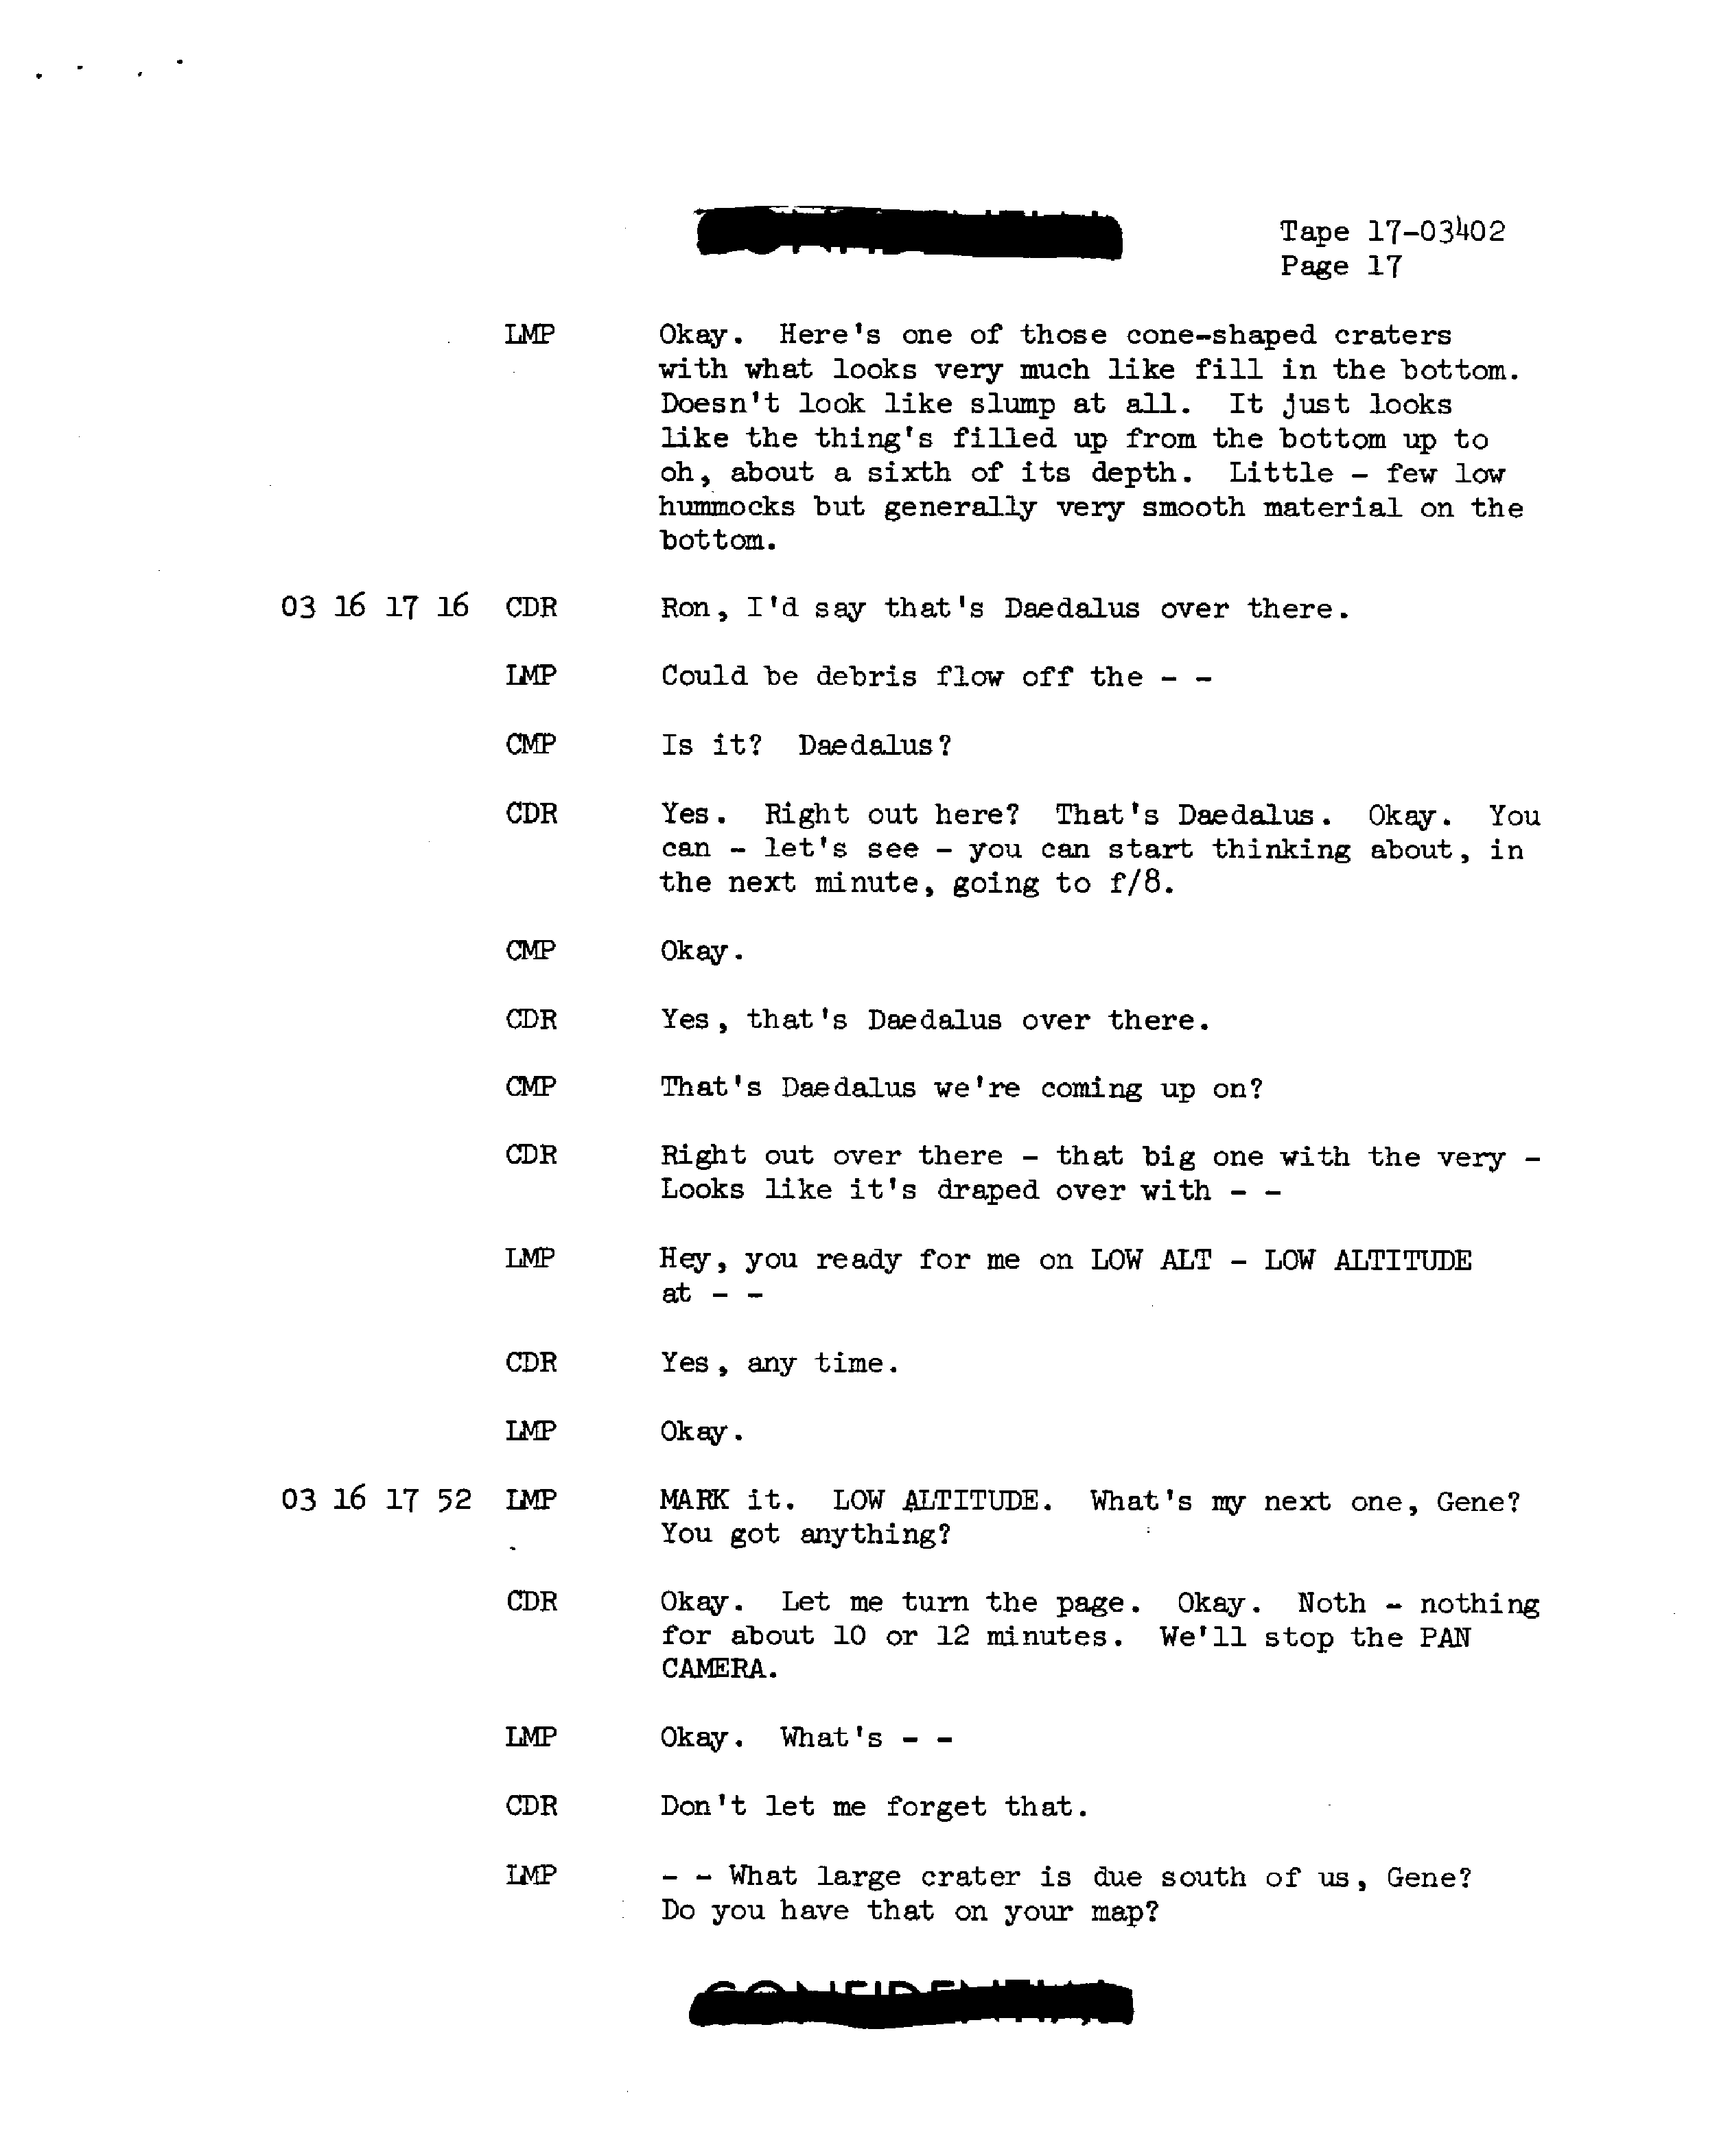 Tape 17-03402
Page 17
LMP Okay. Here's one of those cone-shaped craters
with what looks very much like fill in the bottom.
Doesn't look like slump at all. It just looks
like the thing's filled up from the bottom up to
oh, about a sixth of its depth. Little - few low
hummocks but generally very smooth material on the
bottom.
03 16 17 16 CDR Ron, I'd say that's Daedalus over there.
LMP Could be debris flow off the - -
CMP Is it? Daedalus?
CDR Yes. Right out here? That's Daedalus. Okay. You
can - let's see - you can start thinking about, in
the next minute, going to f/8.
CMP Okay.
CDR Yes, that's Daedalus over there.
CMP That's Daedalus we're coming up on?
CDR Right out over there - that big one with the very -
Looks like it's draped over with - -
LMP Hey, you ready for me on LOW ALT - LOW ALTITUDE
at - -
CDR Yes, any time.
LMP Okay.
03 16 17 52 LMP MARK it. LOW ALTITUDE. What's my next one, Gene?
You got anything?
CDR Okay. Let me turn the page. Okay. Noth - nothing
for about 10 or 12 minutes. We'll stop the PAN
CAMERA.
LMP Okay. What's - -
CDR Don't let me forget that.
LMP - - What large crater is due south of us, Gene?
Do you have that on your map?